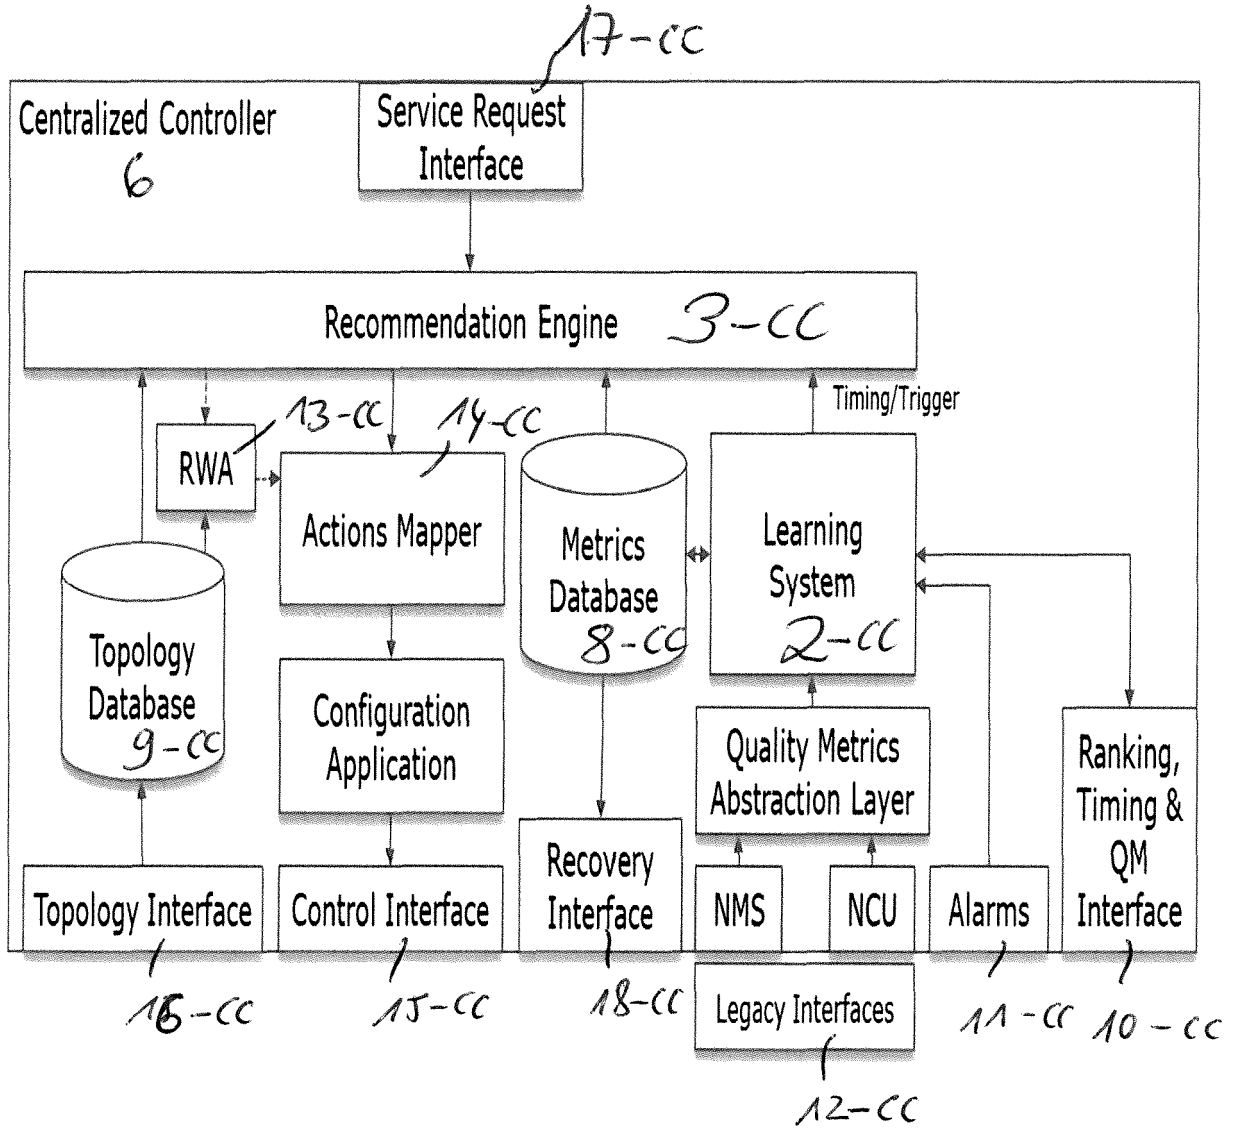 17-CC
Centralized Controller
6
Service Request
Interface
Recommendation Engine 3-CC
Timing/Trigger
13-CC
14-CC
RWA
Actions Mapper
Metrics
Database
8-CC
Learning
System
2-CC
Topology
Database
9-CC
Configuration
Application
Quality Metrics
Abstraction Layer
Ranking,
Timing &
QM
Interface
Recovery
Interface
Topology Interface
Control Interface
NMS
NCU
Alarms
16-CC
15-CC
18-CC
Legacy Interfaces
11-CC
10-CC
12-CC